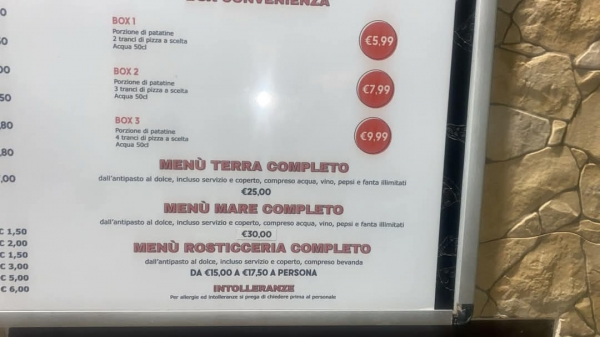 CONVENIENZA
BOX 1
Porzione di patatine
2 tranci di pizza a scelta
Acqua 50cl
€5,99
BOX 2
Porzione di patatine
3 tranci di pizza a scelta
Acqua 50cl
€7,99
BOX 3
Porzione di patatine
4 tranci di pizza a scelta
Acqua 50cl
€9,99
MENÙ TERRA COMPLETO
dall'antipasto al dolce, incluso servizio e coperto, compreso acqua, vino, pepsi e fanta illimitati
€25,00
MENÙ MARE COMPLETO
dall'antipasto al dolce, incluso servizio e coperto, compreso acqua, vino, pepsi e fanta illimitati
€30,00
MENÙ ROSTICCERIA COMPLETO
dall'antipasto al dolce, incluso servizio e coperto, compreso bevanda
DA €15,00 A €17,50 A PERSONA
INTOLLERANZE
Per allergie ed intolleranze si prega di chiedere prima al personale
€ 1,50
€ 2,00
€ 1,50
€ 3,00
€ 5,00
€ 6,00